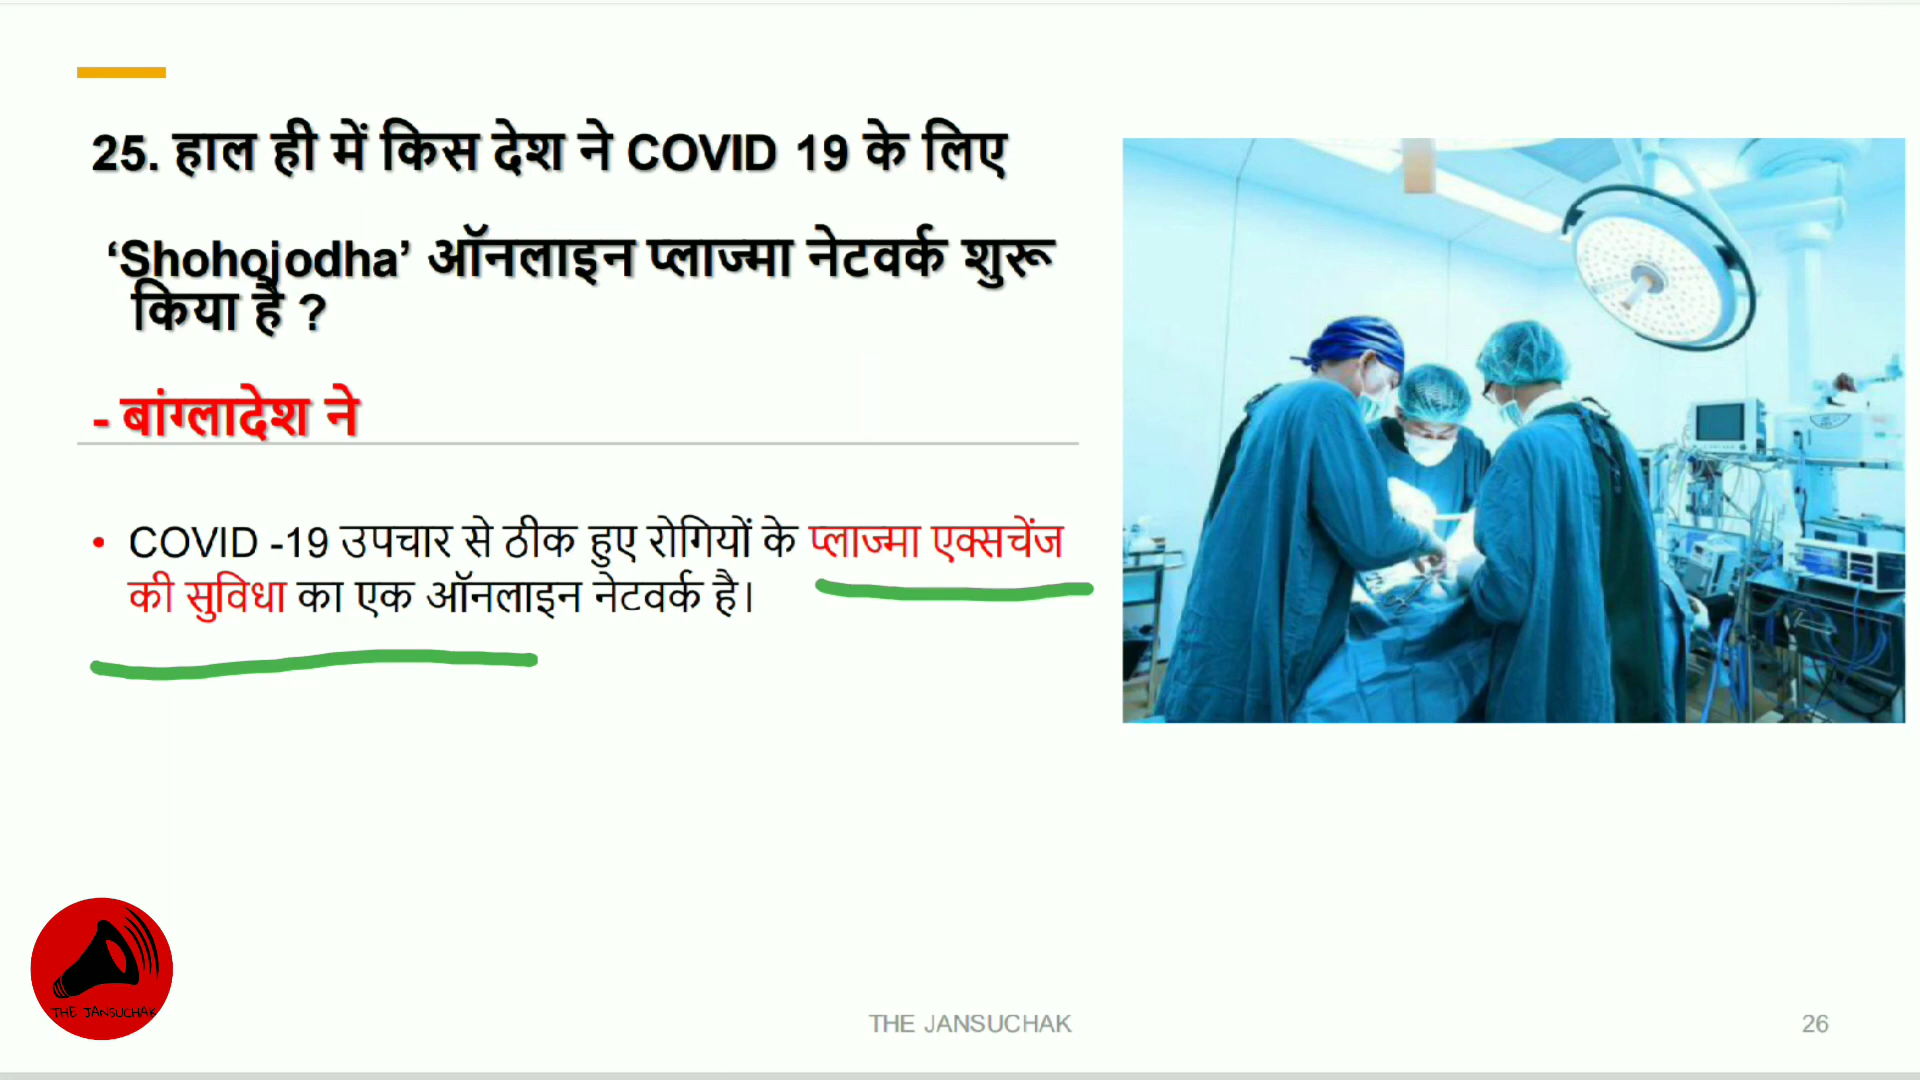 25. हाल ही में किस देश ने COVID 19 के लिए
‘Shohojodha’ ऑनलाइन प्लाज्मा नेटवर्क शुरू
किया है ?
- बांग्लादेश ने
• COVID -19 उपचार से ठीक हुए रोगियों के प्लाज्मा एक्सचेंज
की सुविधा का एक ऑनलाइन नेटवर्क है।
THE JANSUCHAK
THE JANSUCHAK
26